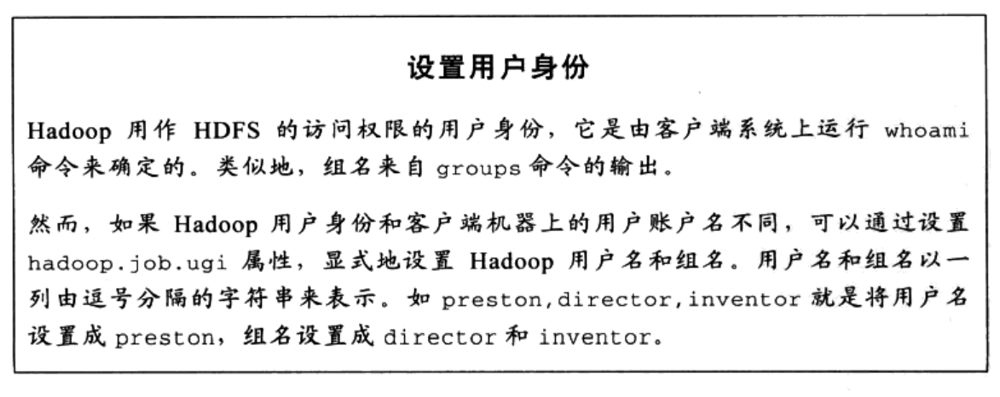 设置用户身份
Hadoop 用作 HDFS 的访问权限的用户身份，它是由客户端系统上运行 whoami
命令来确定的。类似地，组名来自 groups 命令的输出。
然而，如果 Hadoop 用户身份和客户端机器上的用户账户名不同，可以通过设置
hadoop.job.ugi 属性，显式地设置 Hadoop 用户名和组名。用户名和组名以一
列由逗号分隔的字符串来表示。如 preston,director,inventor 就是将用户名
设置成 preston，组名设置成 director 和 inventor。